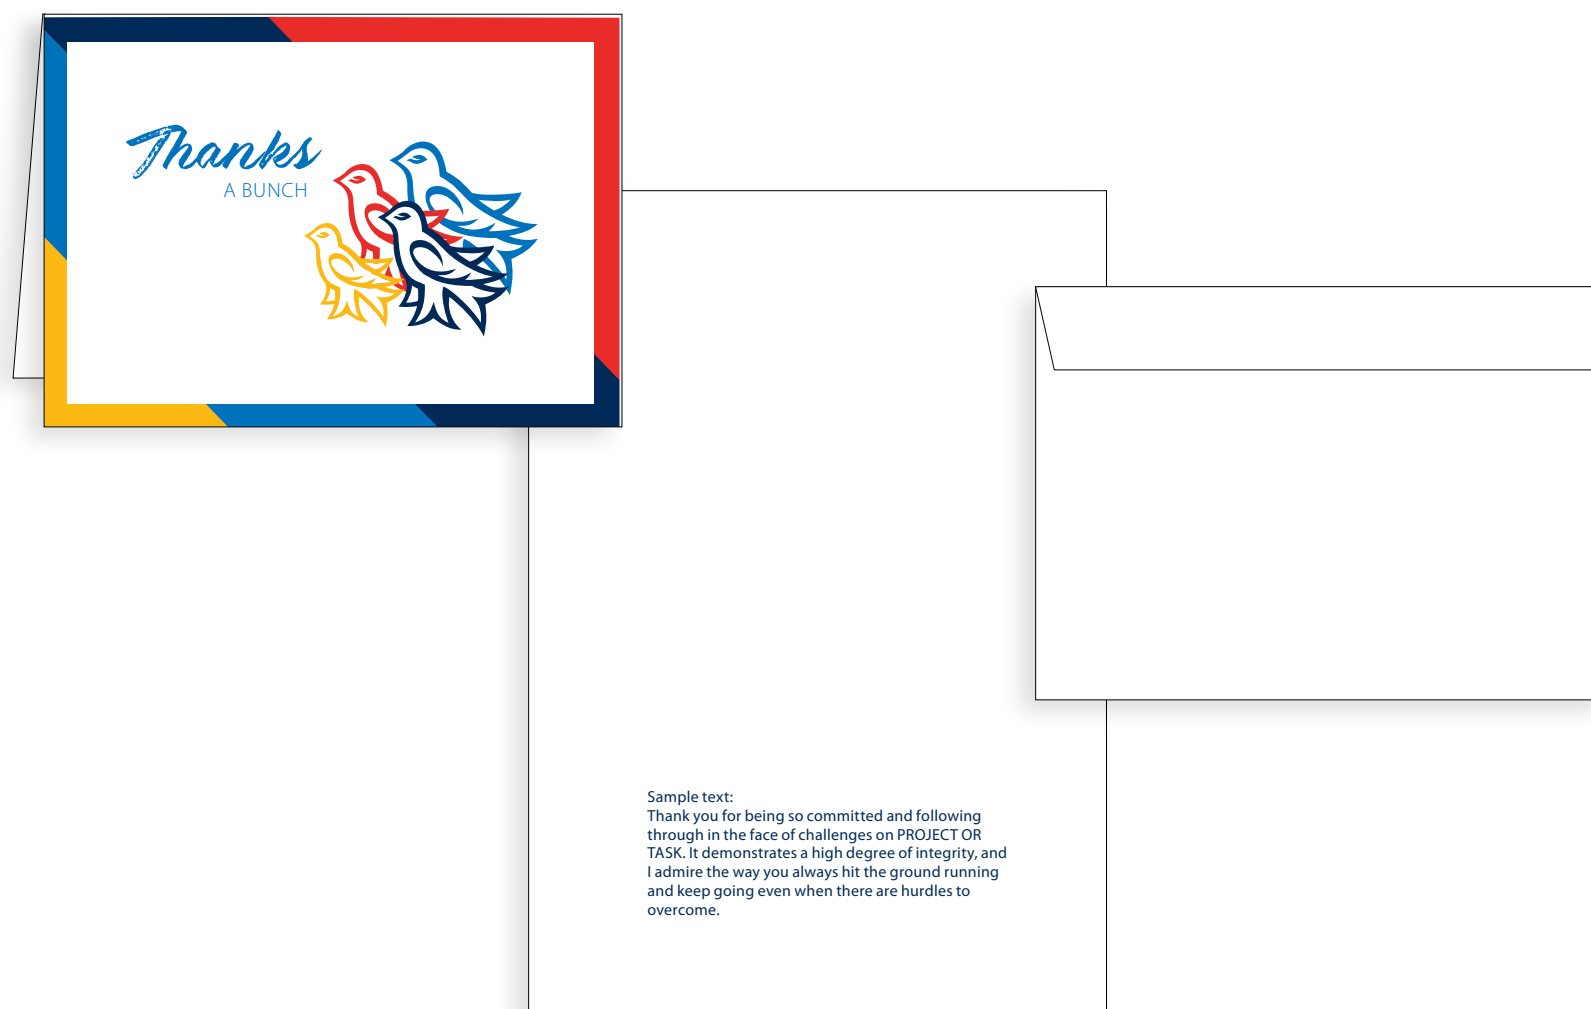 Thanks
A BUNCH
Sample text:
Thank you for being so committed and following
through in the face of challenges on PROJECT OR
TASK. It demonstrates a high degree of integrity, and
I admire the way you always hit the ground running
and keep going even when there are hurdles to
overcome.